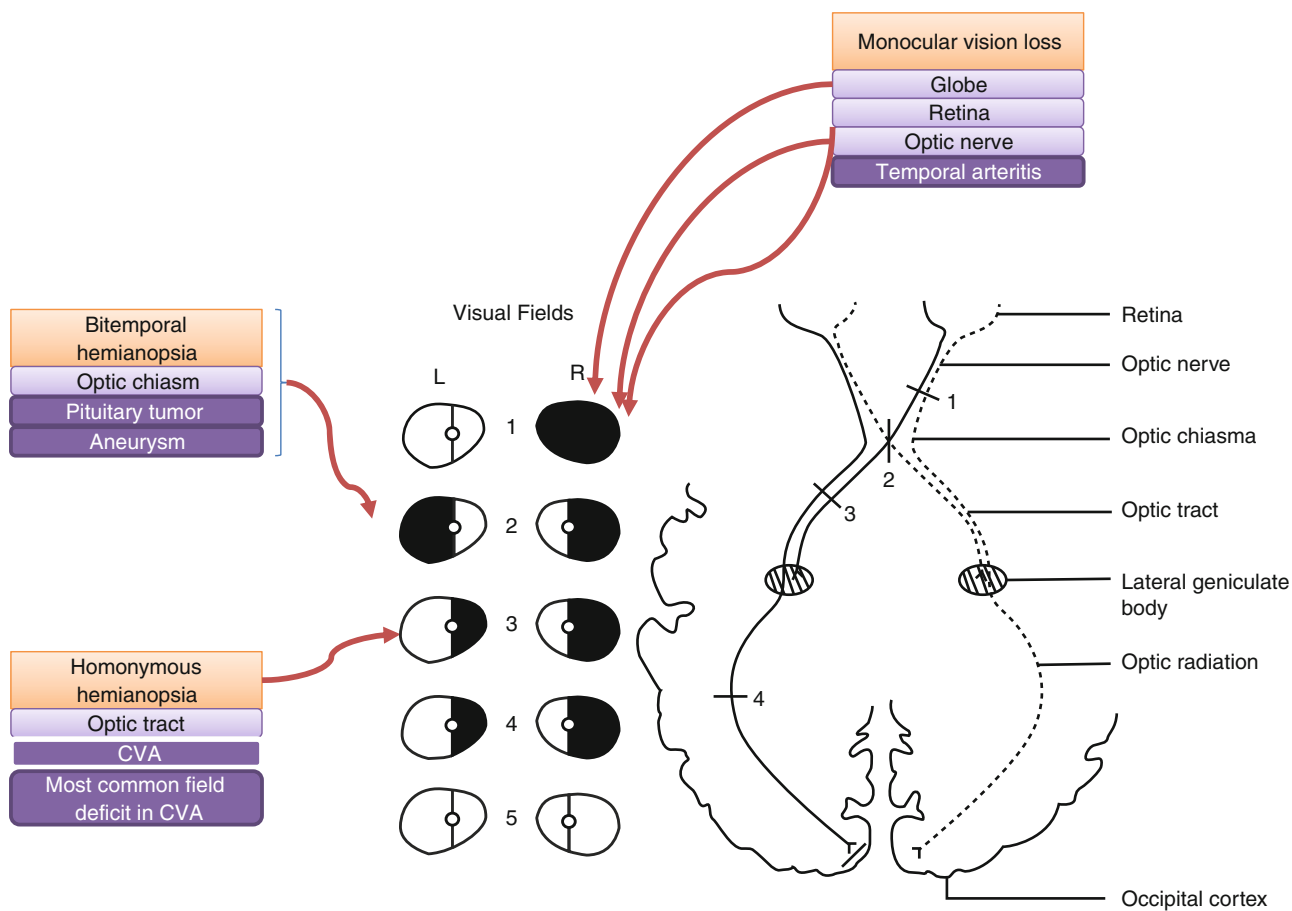 Monocular vision loss
Globe
Retina
Optic nerve
Temporal arteritis
Bitemporal
hemianopsia
Optic chiasm
Pituitary tumor
Aneurysm
Homonymous
hemianopsia
Optic tract
CVA
Most common field
deficit in CVA
Visual Fields
L
R
1
2
3
4
5
1
2
3
4
Retina
Optic nerve
Optic chiasma
Optic tract
Lateral geniculate
body
Optic radiation
Occipital cortex